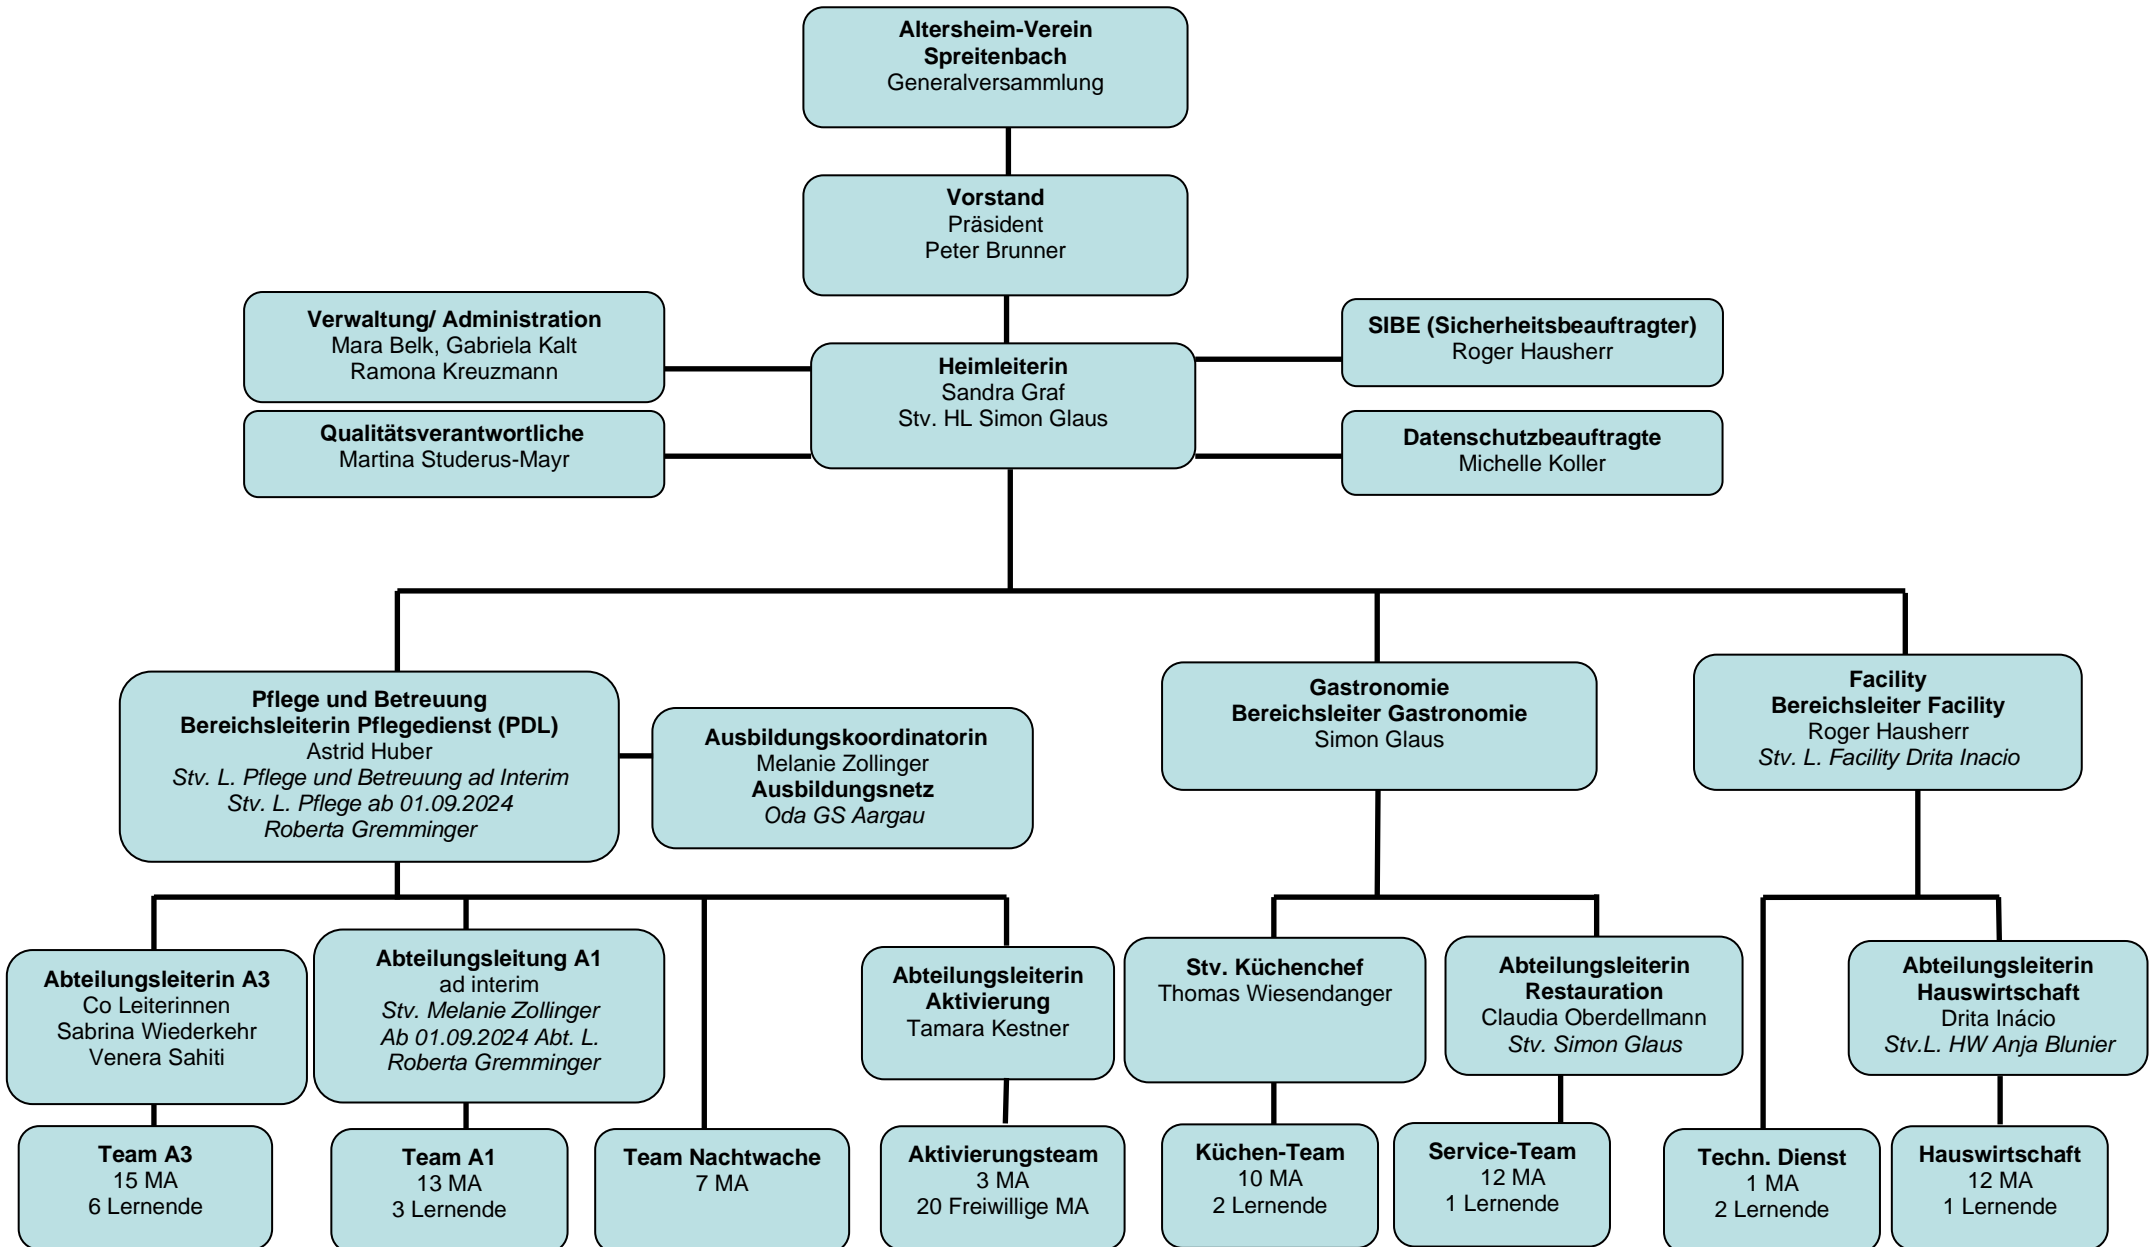 Altersheim-Verein
Spreitenbach
Generalversammlung
Vorstand
Präsident
Peter Brunner
Verwaltung/ Administration
Mara Belk, Gabriela Kalt
Ramona Kreuzmann
SIBE (Sicherheitsbeauftragter)
Roger Hausherr
Heimleiterin
Sandra Graf
Stv. HL Simon Glaus
Qualitätsverantwortliche
Martina Studerus-Mayr
Datenschutzbeauftragte
Michelle Koller
Pflege und Betreuung
Bereichsleiterin Pflegedienst (PDL)
Astrid Huber
Stv. L. Pflege und Betreuung ad Interim
Stv. L. Pflege ab 01.09.2024
Roberta Gremminger
Ausbildungskoordinatorin
Melanie Zollinger
Ausbildungsnetz
Oda GS Aargau
Gastronomie
Bereichsleiter Gastronomie
Simon Glaus
Facility
Bereichsleiter Facility
Roger Hausherr
Stv. L. Facility Drita Inacio
Abteilungsleiterin A3
Co Leiterinnen
Sabrina Wiederkehr
Venera Sahiti
Abteilungsleitung A1
ad interim
Stv. Melanie Zollinger
Ab 01.09.2024 Abt. L.
Roberta Gremminger
Abteilungsleiterin
Aktivierung
Tamara Kestner
Stv. Küchenchef
Thomas Wiesendanger
Abteilungsleiterin
Restauration
Claudia Oberdellmann
Stv. Simon Glaus
Abteilungsleiterin
Hauswirtschaft
Drita Inácio
Stv.L. HW Anja Blunier
Team A3
15 MA
6 Lernende
Team A1
13 MA
3 Lernende
Team Nachtwache
7 MA
Aktivierungsteam
3 MA
20 Freiwillige MA
Küchen-Team
10 MA
2 Lernende
Service-Team
12 MA
1 Lernende
Techn. Dienst
1 MA
2 Lernende
Hauswirtschaft
12 MA
1 Lernende